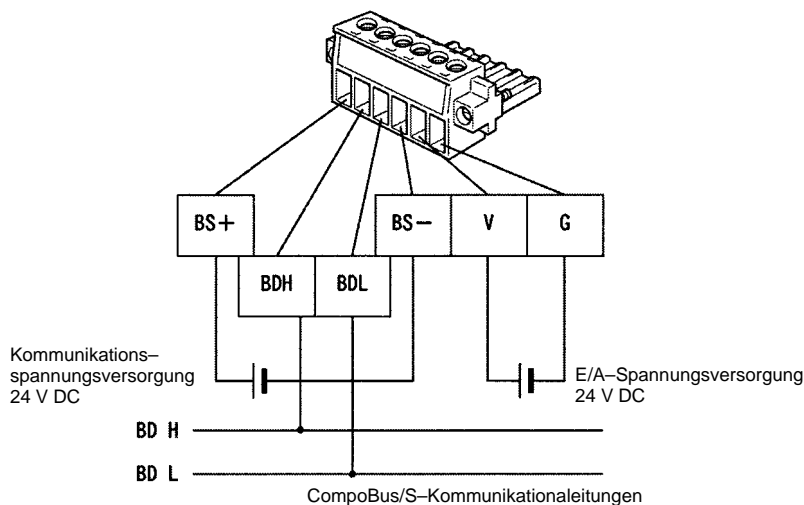 BS+
BS−
V
G
BDH
BDL
Kommunikations–
spannungsversorgung
24 V DC
E/A–Spannungsversorgung
24 V DC
BD H
BD L
CompoBus/S–Kommunikationaleitungen